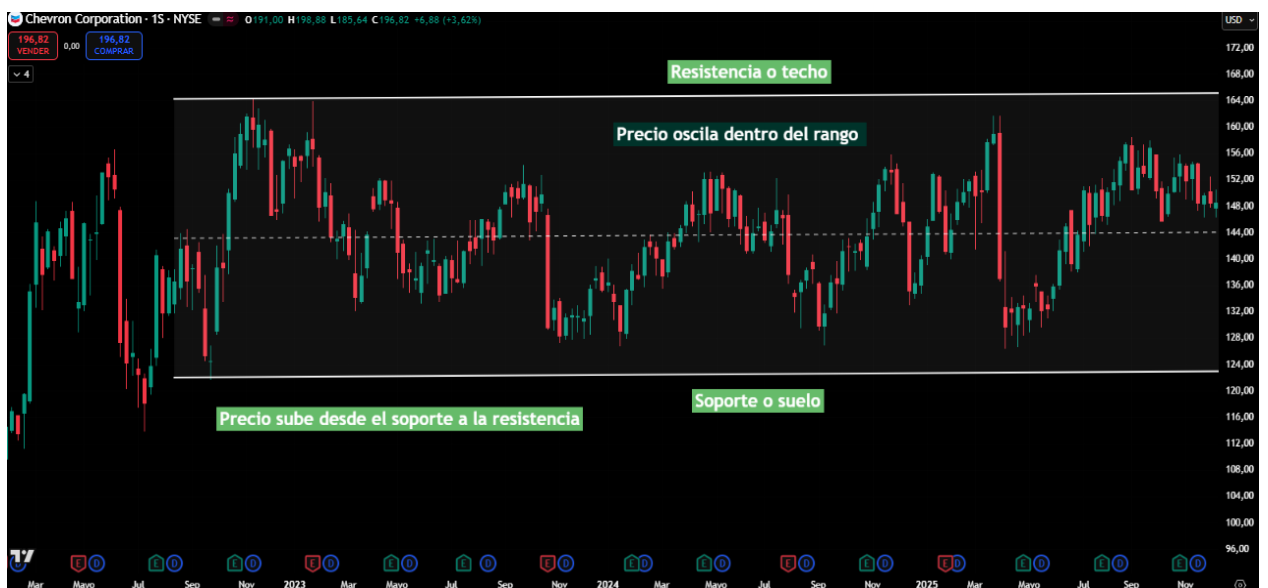 Chevron Corporation · 1S · NYSE O191,00 H198,88 L185,64 C196,82 +6,88 (+3,62%)
USD
196,82
VENDER
0,00
196,82
COMPRAR
4
Resistencia o techo
Precio oscila dentro del rango
Soporte o suelo
Precio sube desde el soporte a la resistencia
172,00
168,00
164,00
160,00
156,00
152,00
148,00
144,00
140,00
136,00
132,00
128,00
124,00
120,00
116,00
112,00
108,00
104,00
100,00
96,00
E D E D E D E D E D E D E D E D E D E D E D E D E D E D E D
Mar Mayo Jul Sep Nov 2023 Mar Mayo Jul Sep Nov 2024 Mar Mayo Jul Sep Nov 2025 Mar Mayo Jul Sep Nov